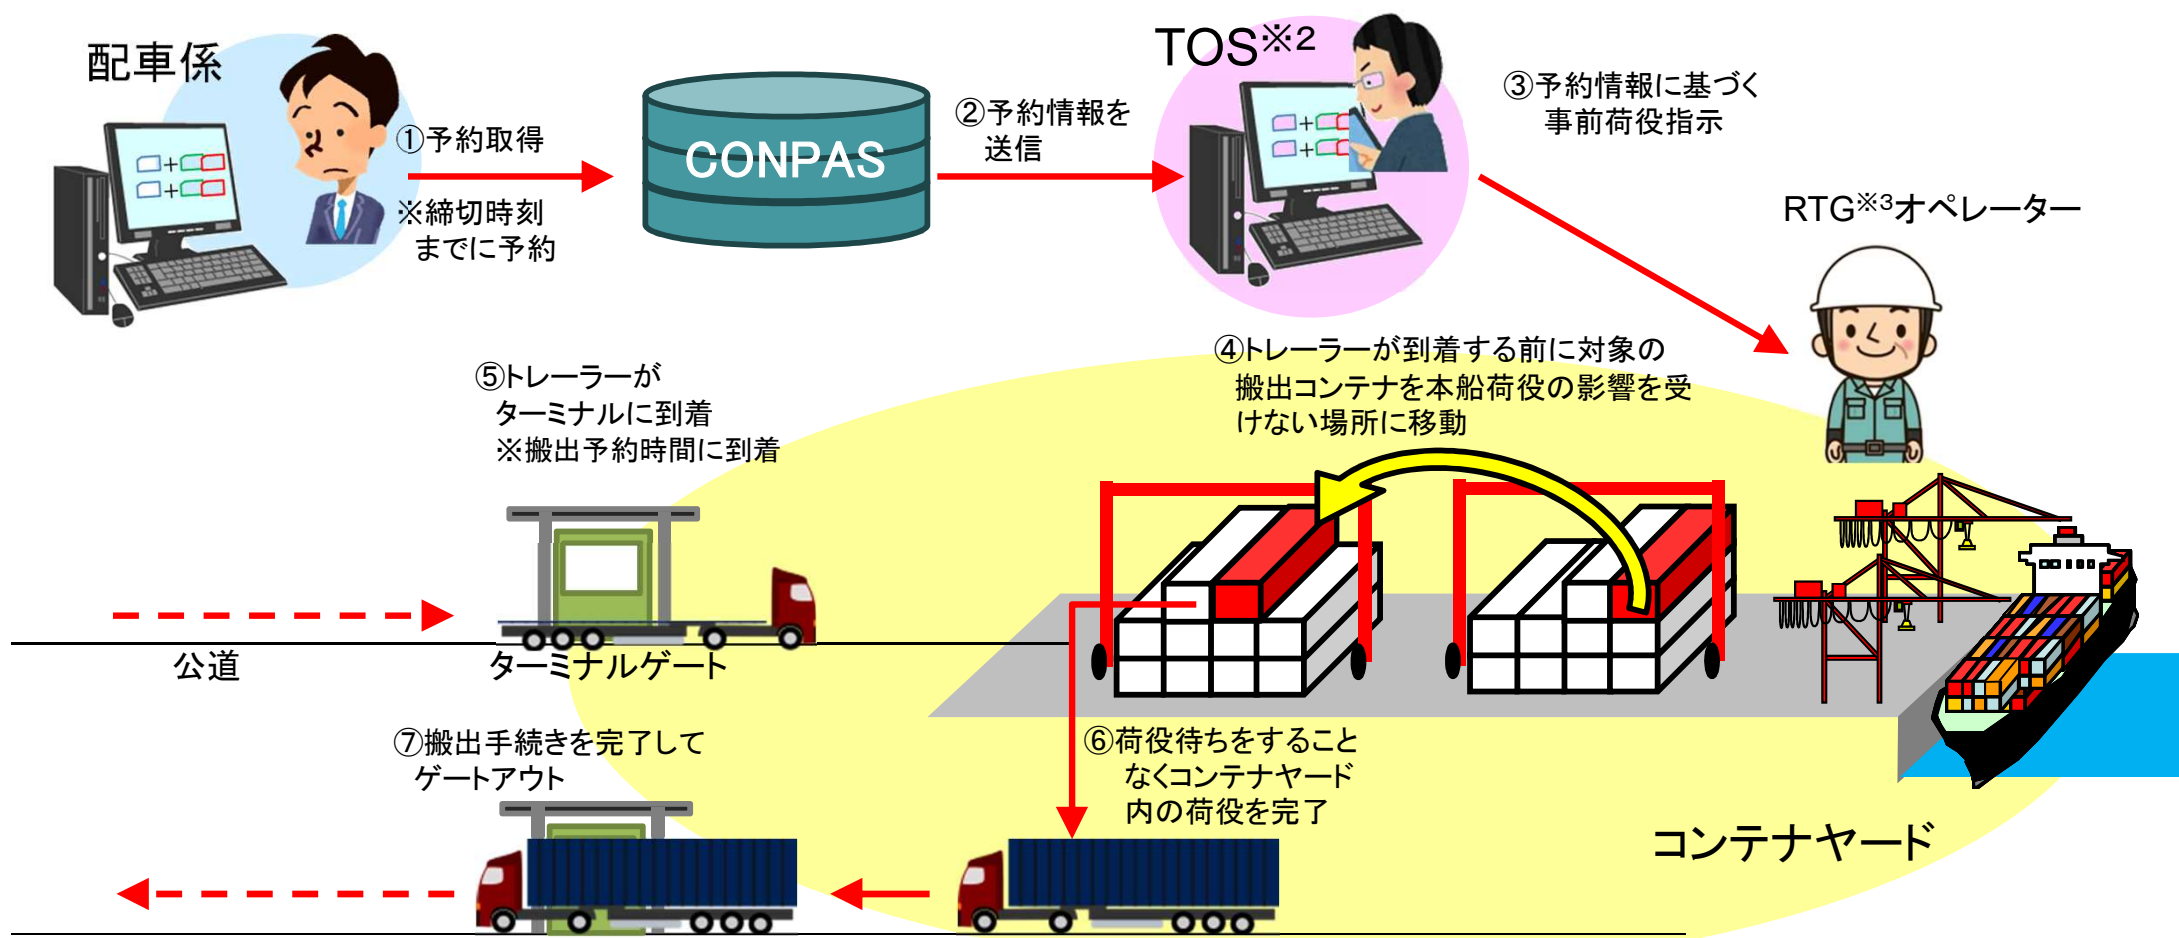 配車係
①予約取得
※締切時刻
までに予約
CONPAS
②予約情報を
送信
TOS※2
③予約情報に基づく
事前荷役指示
RTG※3オペレーター
④トレーラーが到着する前に対象の
搬出コンテナを本船荷役の影響を受
けない場所に移動
⑤トレーラーが
ターミナルに到着
※搬出予約時間に到着
公道
ターミナルゲート
⑥荷役待ちをすること
なくコンテナヤード
内の荷役を完了
⑦搬出手続きを完了して
ゲートアウト
コンテナヤード